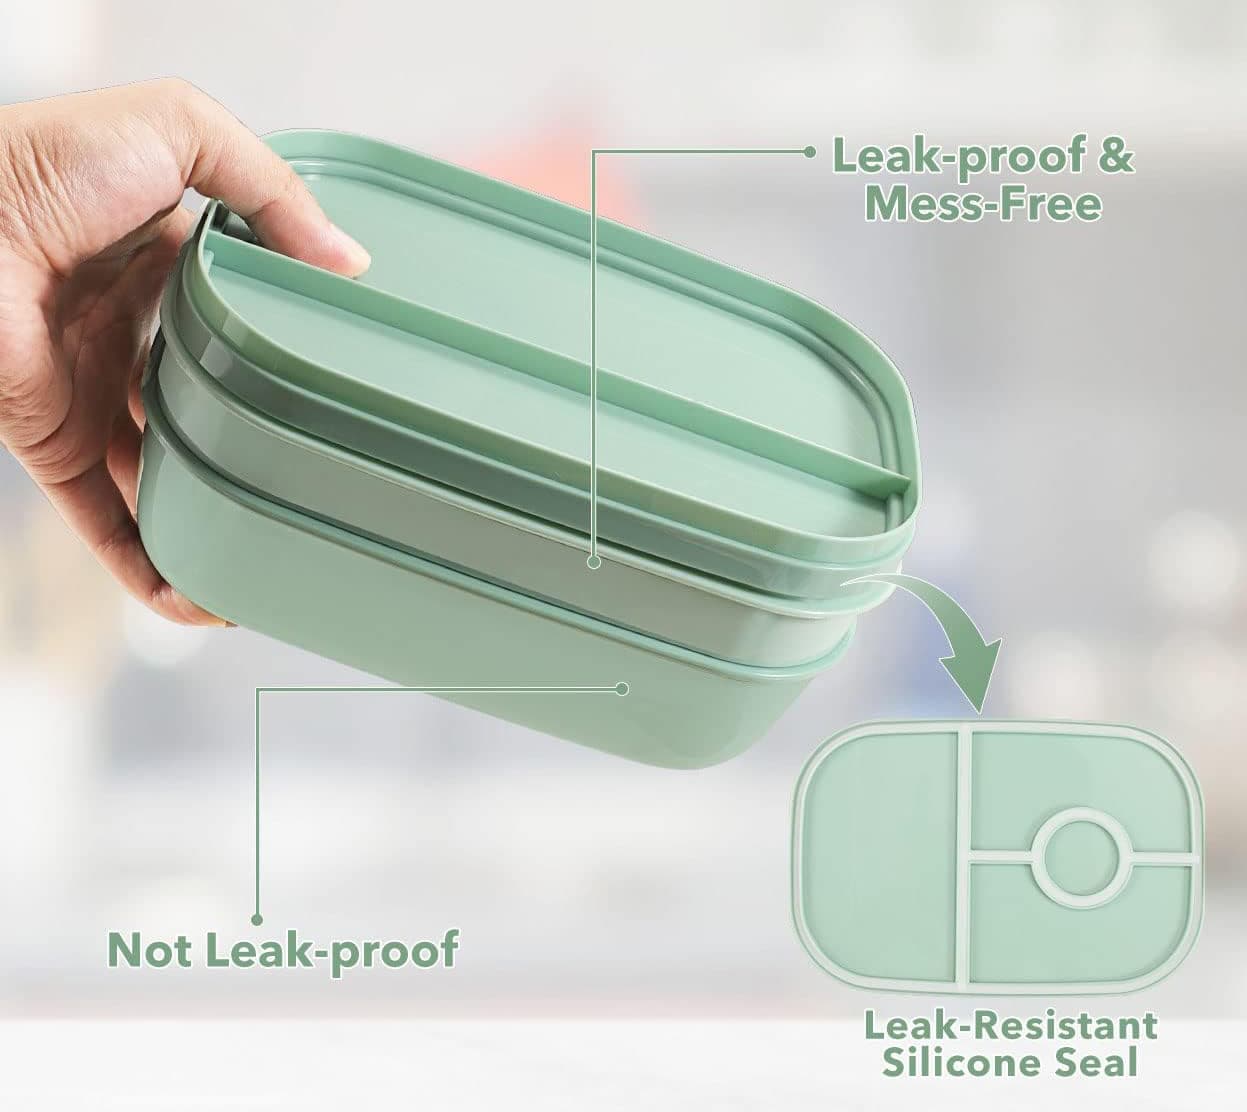 Leak-proof &
Mess-Free
Not Leak-proof
Leak-Resistant
Silicone Seal